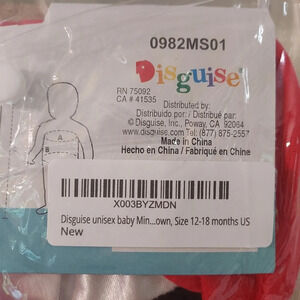 0982MS01
Disguise
RN 75092
CA # 41535
Distributed by:
Distribuido por: / Distribué par:
© Disguise, Inc., Poway, CA 92064
www.disguise.com Tel: (877) 875-2557
Made in China
Hecho en China / Fabriqué en Chine
A
B
X003BYZMDN
Disguise unisex baby Min...own, Size 12-18 months US
New